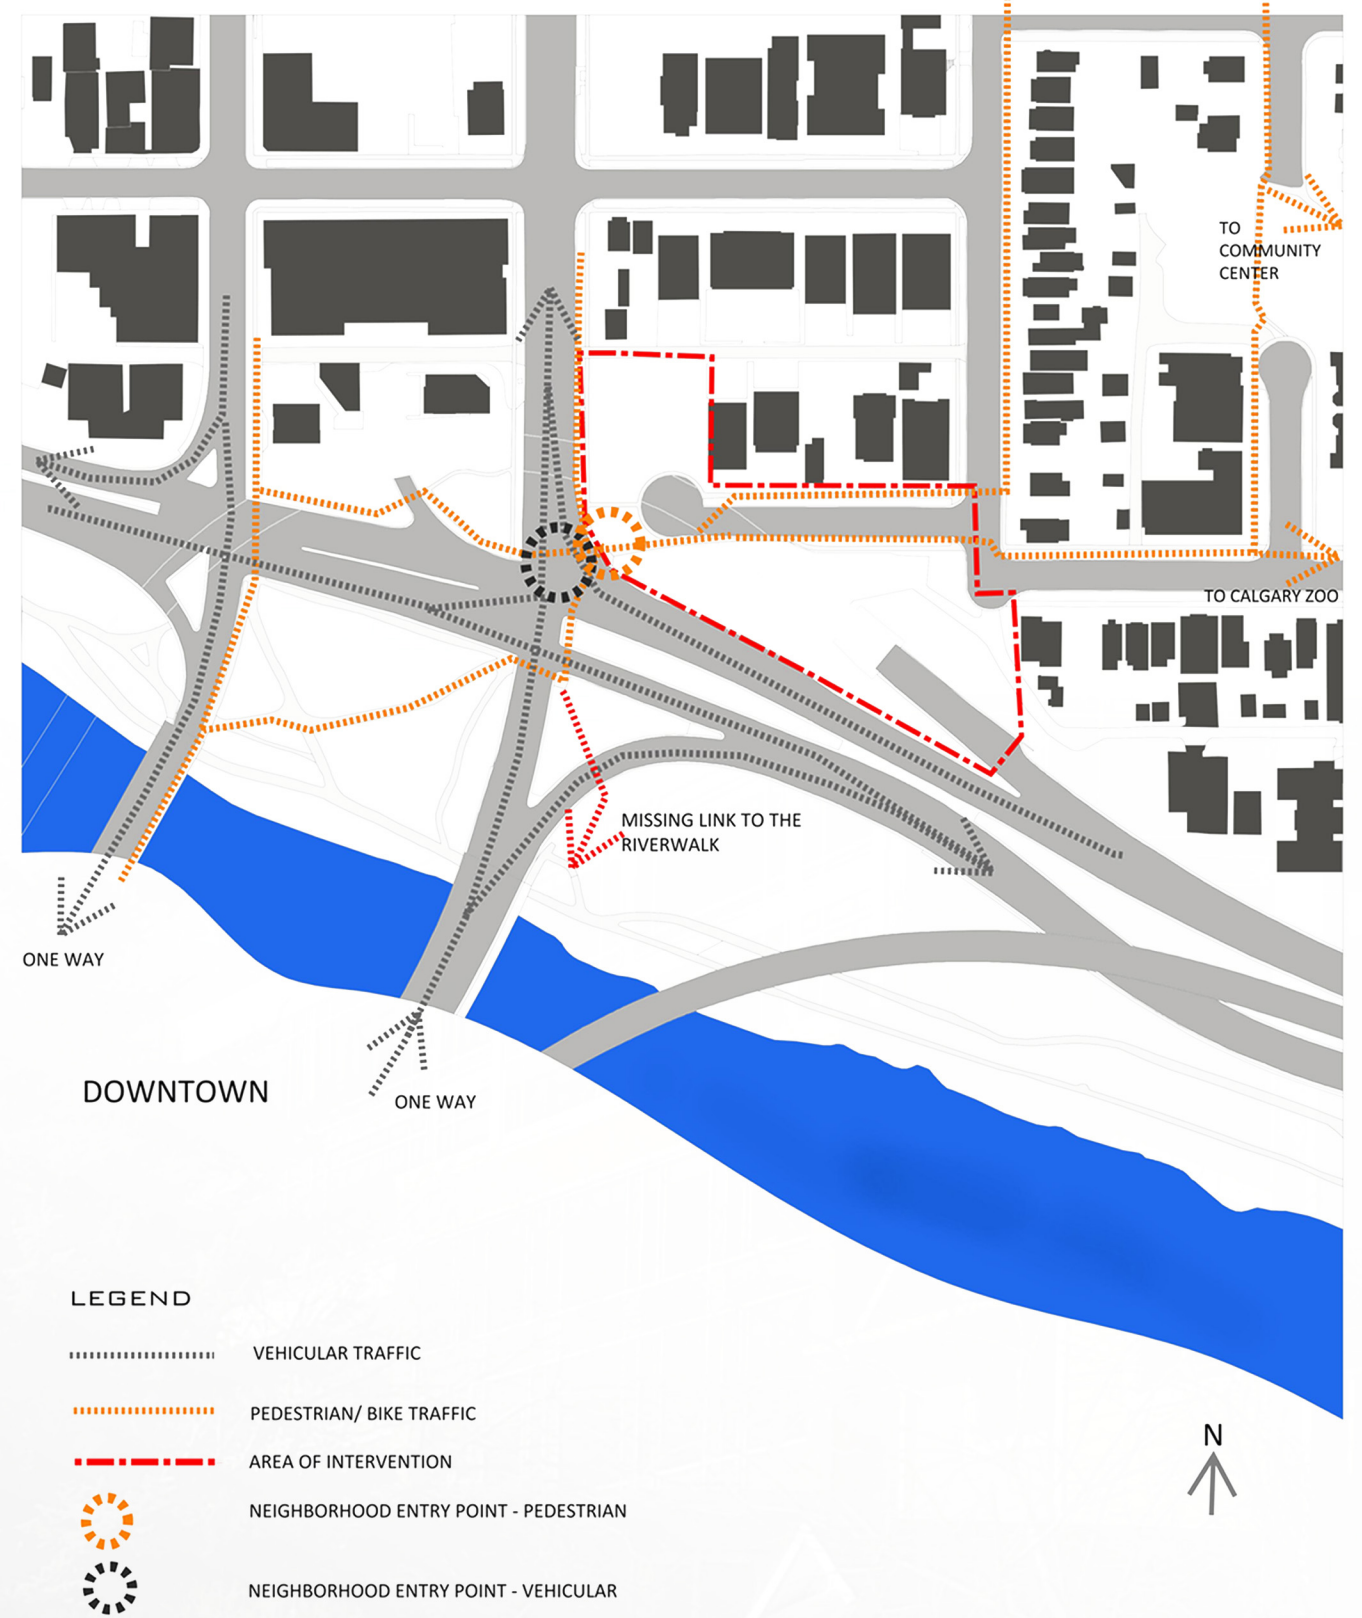 TO
COMMUNITY
CENTER
TO CALGARY ZOO
MISSING LINK TO THE
RIVERWALK
ONE WAY
DOWNTOWN
ONE WAY
LEGEND
VEHICULAR TRAFFIC
PEDESTRIAN/ BIKE TRAFFIC
AREA OF INTERVENTION
NEIGHBORHOOD ENTRY POINT - PEDESTRIAN
NEIGHBORHOOD ENTRY POINT - VEHICULAR
N